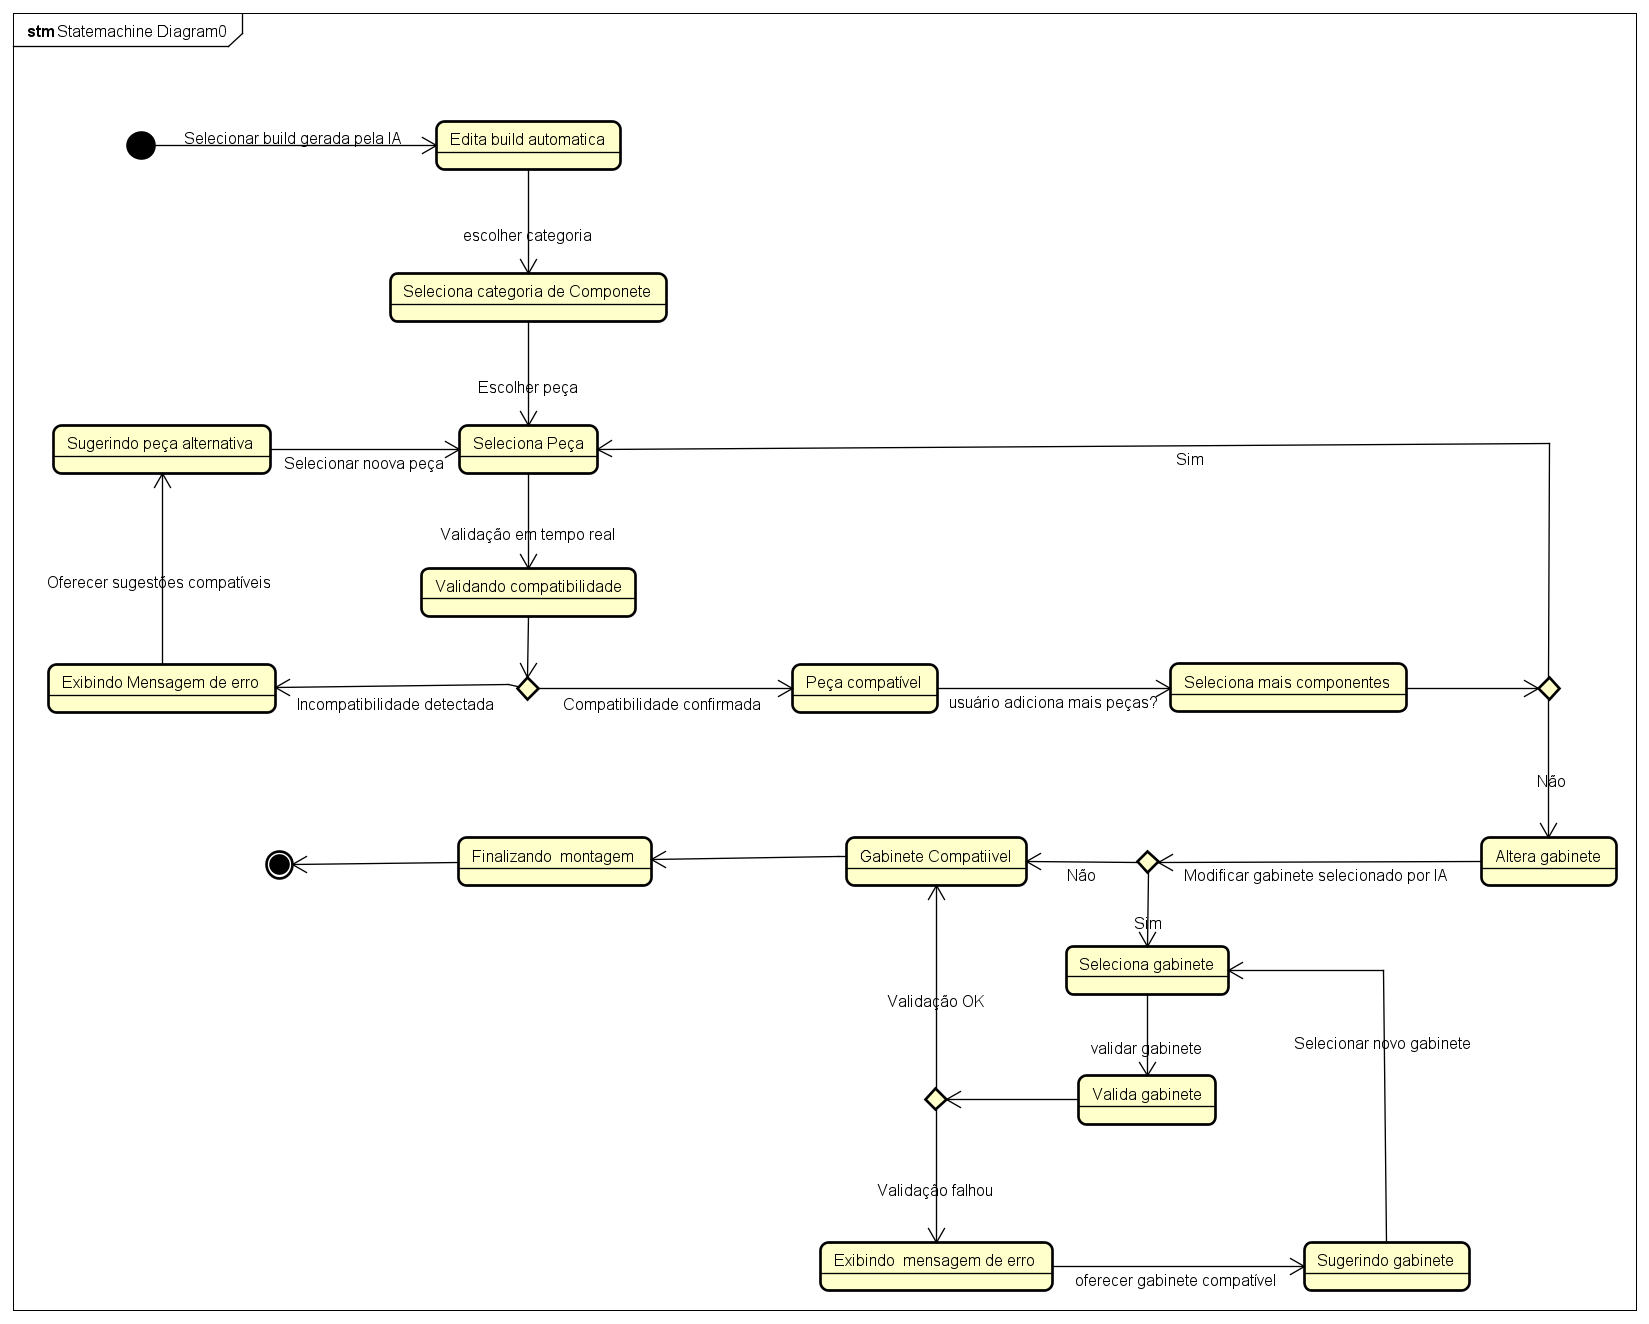 stm Statemachine Diagram0
Selecionar build gerada pela IA
Edita build automatica
escolher categoria
Seleciona categoria de Componete
Escolher peça
Sugerindo peça alternativa
Selecionar noova peça
Seleciona Peça
Sim
Validação em tempo real
Oferecer sugestões compatíveis
Validando compatibilidade
Exibindo Mensagem de erro
Incompatibilidade detectada
Compatibilidade confirmada
Peça compatível
usuário adiciona mais peças?
Seleciona mais componentes
Não
Finalizando  montagem
Gabinete Compatiivel
Não
Modificar gabinete selecionado por IA
Altera gabinete
Sim
Seleciona gabinete
Validação OK
validar gabinete
Selecionar novo gabinete
Valida gabinete
Validação falhou
Exibindo  mensagem de erro
oferecer gabinete compatível
Sugerindo gabinete